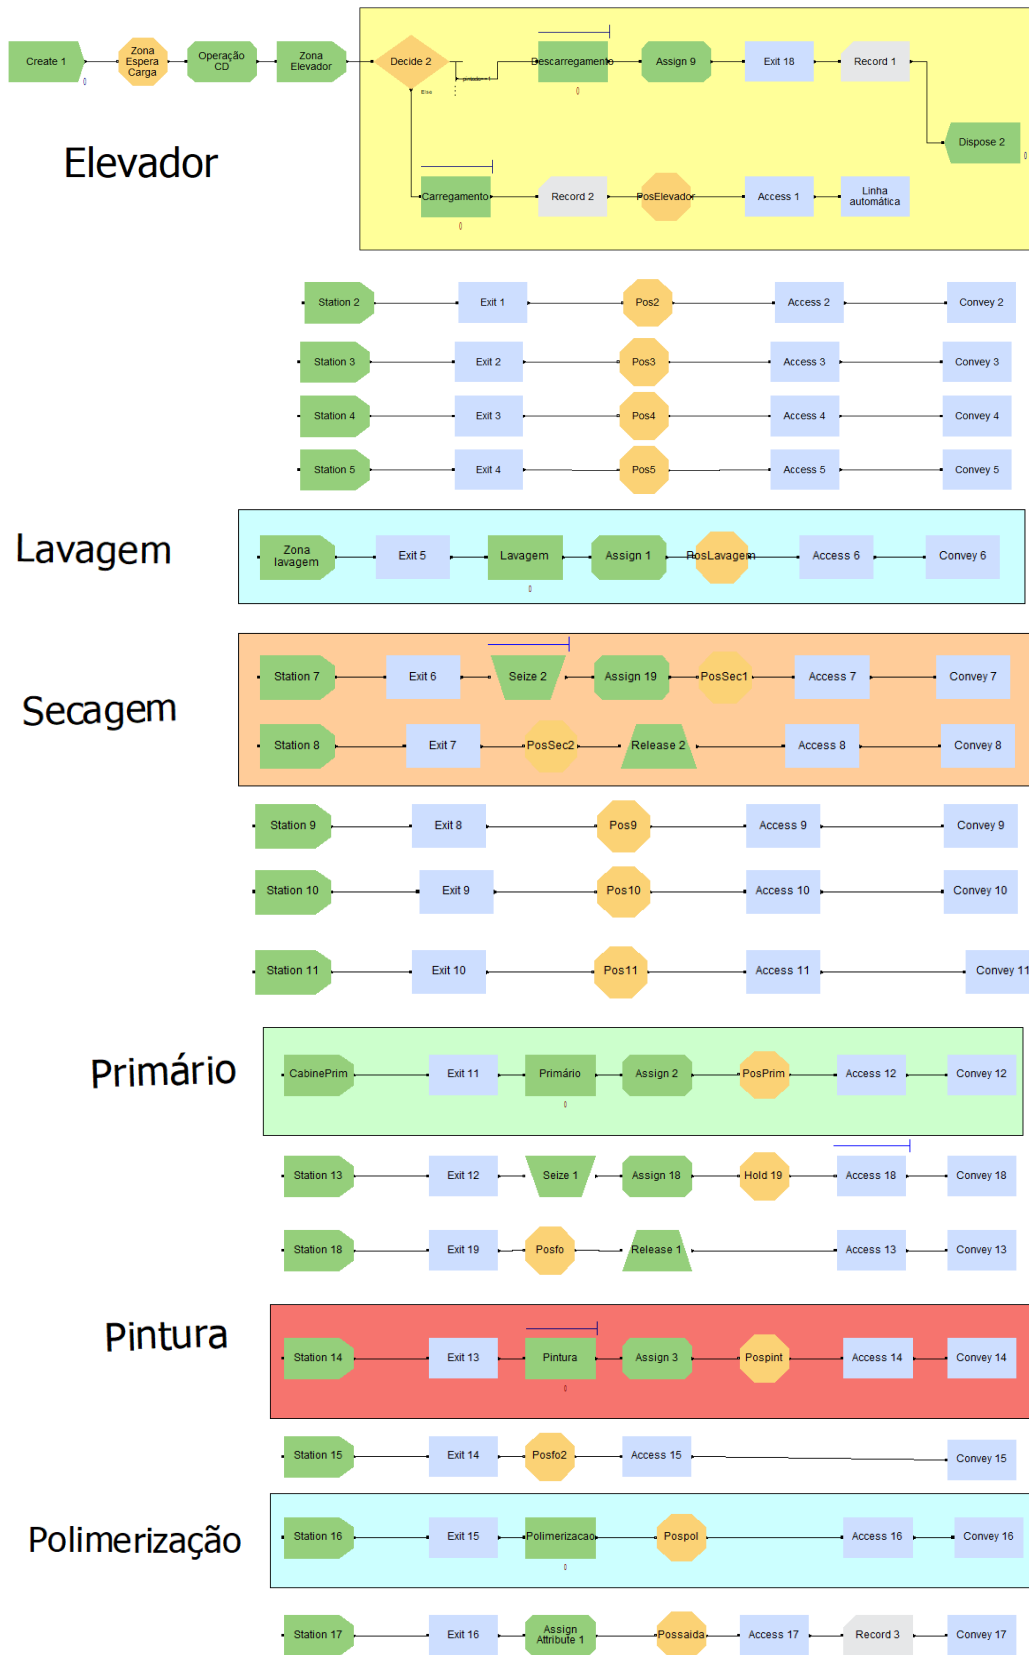 Create 1
Zona
Espera
Carga
Operação
CD
Zona
Elevador
Decide 2
Else
Descarregamento
Assign 9
Exit 18
Record 1
Dispose 2
Elevador
Carregamento
Record 2
PosElevador
Access 1
Linha
automática
Station 2
Exit 1
Pos2
Access 2
Convey 2
Station 3
Exit 2
Pos3
Access 3
Convey 3
Station 4
Exit 3
Pos4
Access 4
Convey 4
Station 5
Exit 4
Pos5
Access 5
Convey 5
Lavagem
Zona
lavagem
Exit 5
Lavagem
Assign 1
PosLavagem
Access 6
Convey 6
Secagem
Station 7
Exit 6
Seize 2
Assign 19
PosSec1
Access 7
Convey 7
Station 8
Exit 7
PosSec2
Release 2
Access 8
Convey 8
Station 9
Exit 8
Pos9
Access 9
Convey 9
Station 10
Exit 9
Pos10
Access 10
Convey 10
Station 11
Exit 10
Pos11
Access 11
Convey 11
Primário
CabinePrim
Exit 11
Primário
Assign 2
PosPrim
Access 12
Convey 12
Station 13
Exit 12
Seize 1
Assign 18
Hold 19
Access 18
Convey 18
Station 18
Exit 19
Posfo
Release 1
Access 13
Convey 13
Pintura
Station 14
Exit 13
Pintura
Assign 3
Pospint
Access 14
Convey 14
Station 15
Exit 14
Posfo2
Access 15
Convey 15
Polimerização
Station 16
Exit 15
Polimerizacao
Pospol
Access 16
Convey 16
Station 17
Exit 16
Assign
Attribute 1
Possaida
Access 17
Record 3
Convey 17